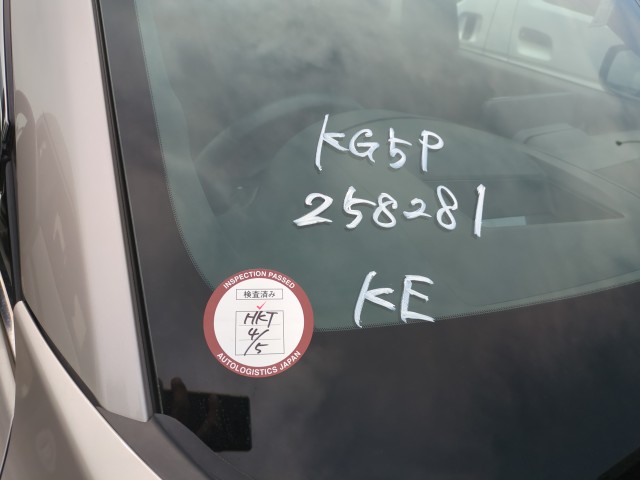 KG5P
258281
KE
INSPECTION PASSED
検査済み
HKT
4/5
AUTOLOGISTICS JAPAN